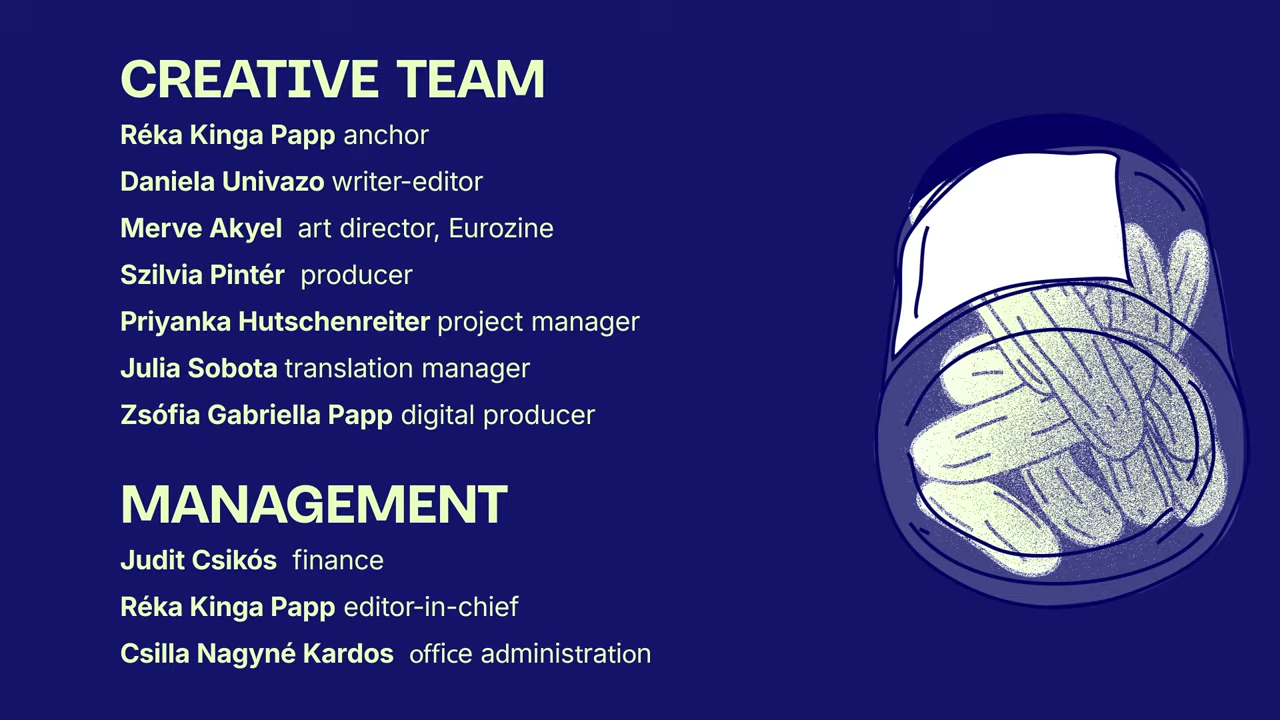 CREATIVE TEAM
Réka Kinga Papp anchor
Daniela Univazo writer-editor
Merve Akyel art director, Eurozine
Szilvia Pintér producer
Priyanka Hutschenreiter project manager
Julia Sobota translation manager
Zsófia Gabriella Papp digital producer
MANAGEMENT
Judit Csikós finance
Réka Kinga Papp editor-in-chief
Csilla Nagyné Kardos office administration